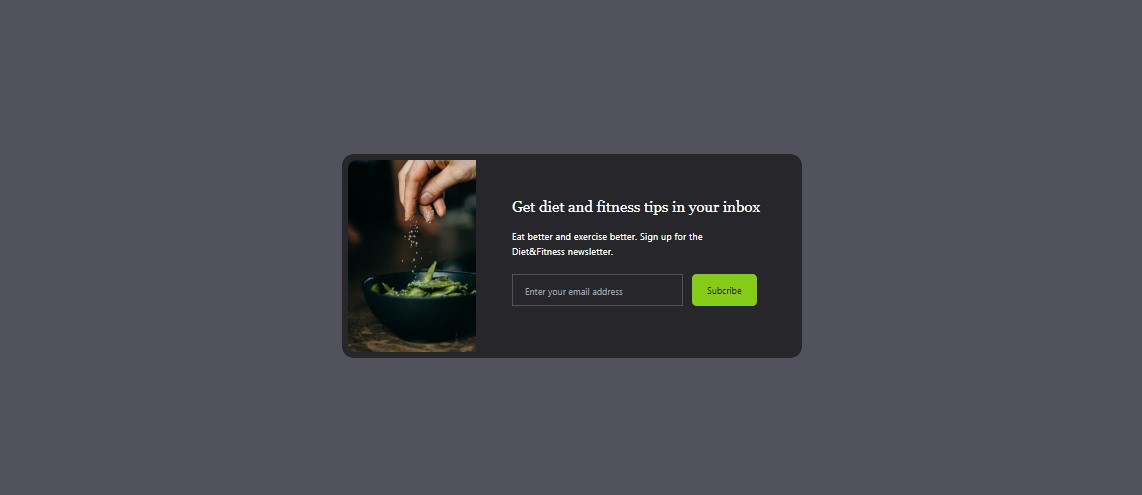 Get diet and fitness tips in your inbox
Eat better and exercise better. Sign up for the
Diet&Fitness newsletter.
Enter your email address
Subcribe